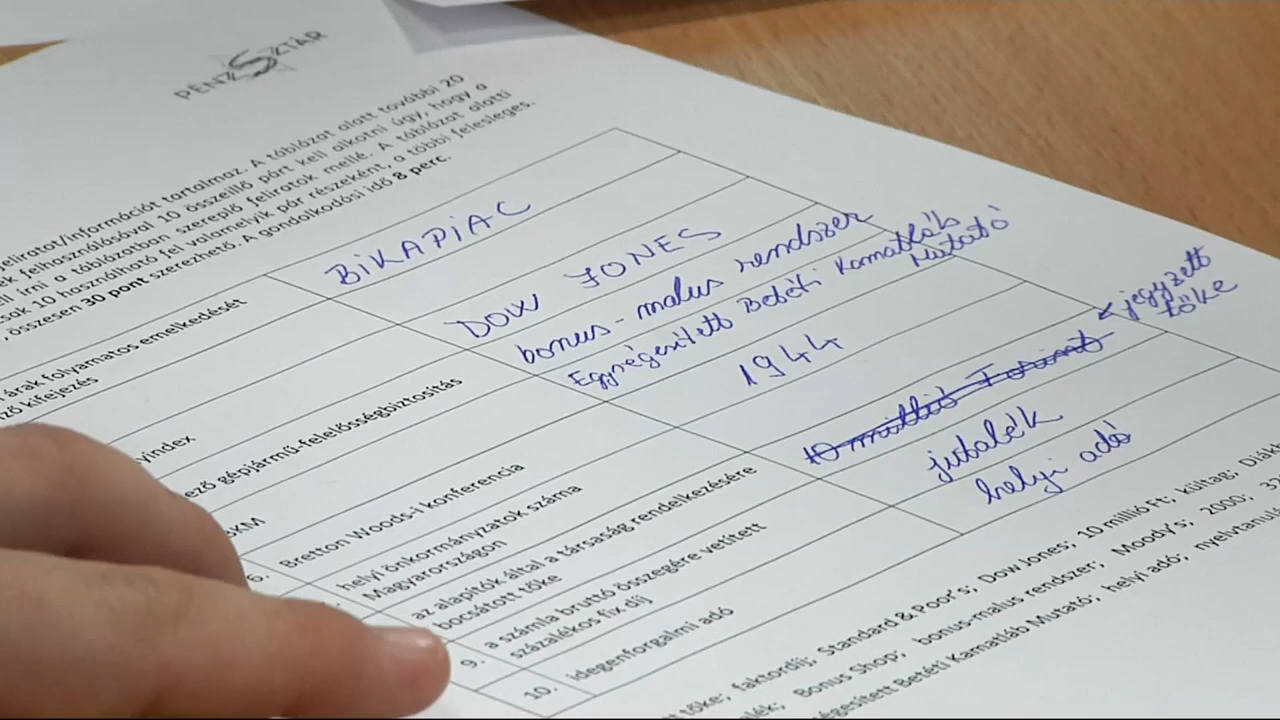 PÉNZSZTÁR
feliratot/információt tartalmaz. A táblázat alatt további 20
felhasználásával 10 összeillő párt kell alkotni úgy, hogy a
írni a táblázatban szereplő feliratok mellé. A táblázat alatti
csak 10 használható fel valamelyik pár részeként, a többi felesleges.
, összesen 30 pont szerezhető. A gondolkodási idő 8 perc.
árak folyamatos emelkedését
kifejezés
BIKAPIAC
DOW JONES
gépjármű-felelősségbiztosítás
bonus-malus rendszer
Egységesített Betéti Kamatláb
Mutató
6. Bretton Woods-i konferencia
1944
helyi önkormányzatok száma
Magyarországon
az alapítók által a társaság rendelkezésére
bocsátott tőke
10 millió Forint
jegyzett
tőke
9. a számla bruttó összegére vetített
százalékos fix díj
jutalék
10. idegenforgalmi adó
helyi adó
tőke; faktordíj; Standard & Poor's; Dow Jones; 10 millió Ft; kültag;
Bonus Shop; bonus-malus rendszer; Moody's; 2000;
Betéti Kamatláb Mutató; helyi adó;